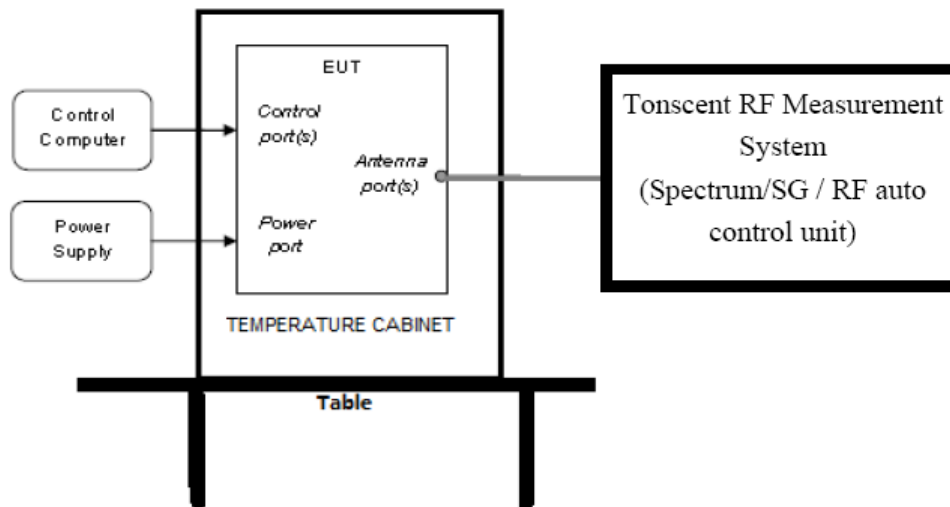 EUT
Control
Computer
Control
port(s)
Antenna
port(s)
Power
Supply
Power
port
TEMPERATURE CABINET
Table
Tonscent RF Measurement
System
(Spectrum/SG / RF auto
control unit)